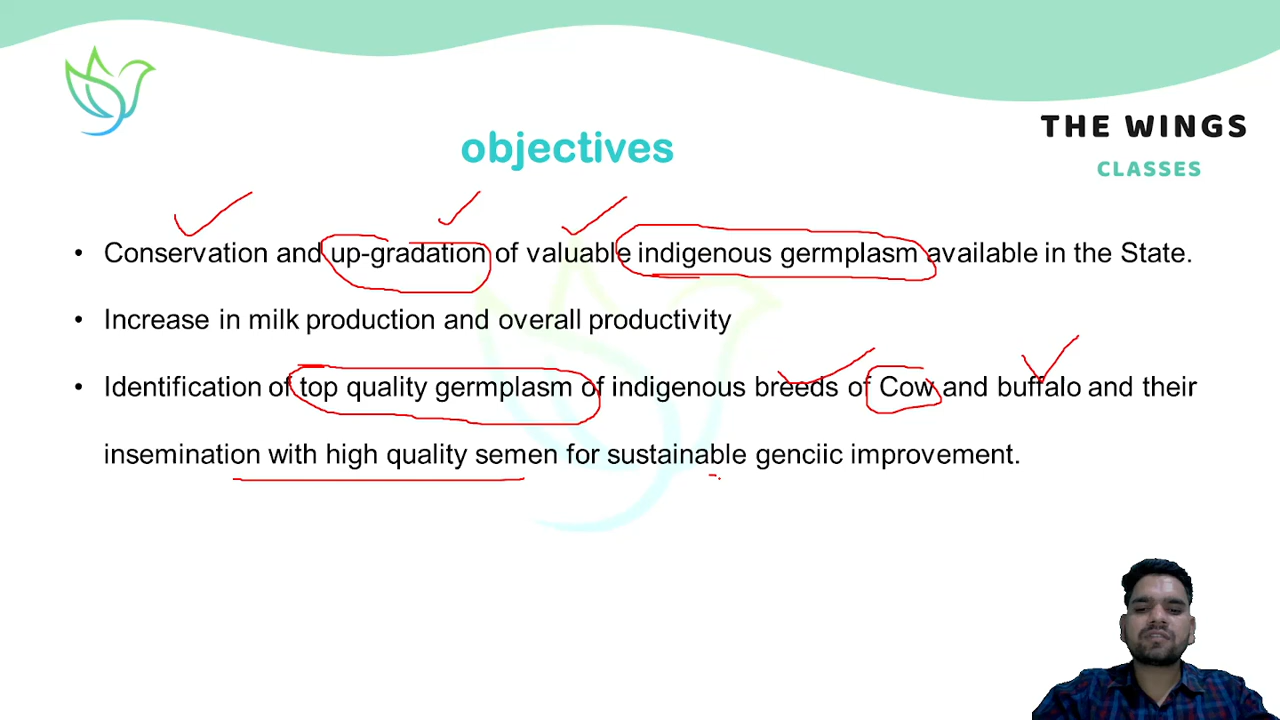 THE WINGS
CLASSES
objectives
• Conservation and up-gradation of valuable indigenous germplasm available in the State.
• Increase in milk production and overall productivity
• Identification of top quality germplasm of indigenous breeds of Cow and buffalo and their
insemination with high quality semen for sustainable genciic improvement.